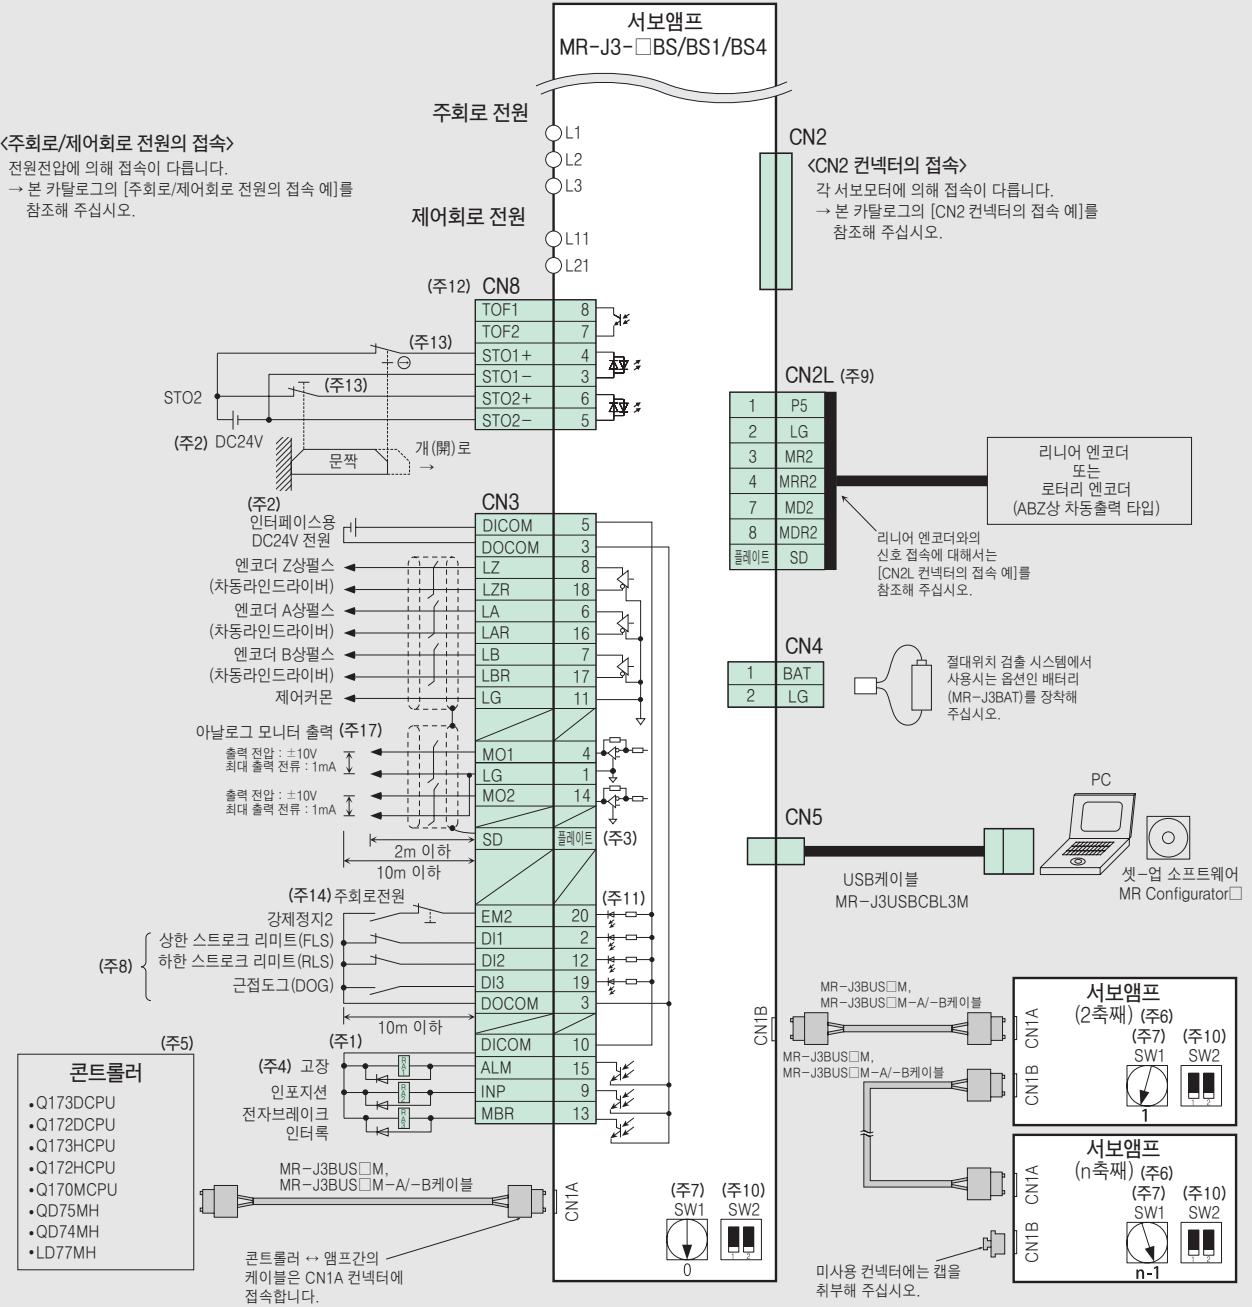 서보앰프
MR-J3-□BS/BS1/BS4
주회로 전원
L1
L2
L3
제어회로 전원
L11
L21
<주회로/제어회로 전원의 접속>
전원전압에 의해 접속이 다릅니다.
→ 본 카탈로그의 [주회로/제어회로 전원의 접속 예]를
참조해 주십시오.
CN2
<CN2 컨넥터의 접속>
각 서보모터에 의해 접속이 다릅니다.
→ 본 카탈로그의 [CN2 컨넥터의 접속 예]를
참조해 주십시오.
(주12) CN8
TOF1 8
TOF2 7
STO1+ 4
STO1- 3
STO2+ 6
STO2- 5
(주13)
(주13)
STO2
(주2) DC24V
문짝
개(開)로
→
CN2L (주9)
1 P5
2 LG
3 MR2
4 MRR2
7 MD2
8 MDR2
플레이트 SD
리니어 엔코더
또는
로터리 엔코더
(ABZ상 차동출력 타입)
리니어 엔코더와의
신호 접속에 대해서는
[CN2L 컨넥터의 접속 예]를
참조해 주십시오.
CN3
(주2)
인터페이스용
DC24V 전원
DICOM 5
DOCOM 3
엔코더 Z상펄스 LZ 8
(차동라인드라이버) LZR 18
엔코더 A상펄스 LA 6
(차동라인드라이버) LAR 16
엔코더 B상펄스 LB 7
(차동라인드라이버) LBR 17
제어커몬 LG 11
아날로그 모니터 출력 (주17)
출력 전압 : ±10V
최대 출력 전류 : 1mA
출력 전압 : ±10V
최대 출력 전류 : 1mA
MO1 4
LG 1
MO2 14
SD 플레이트 (주3)
2m 이하
10m 이하
(주14) 주회로전원
(주11)
강제정지2 EM2 20
상한 스트로크 리미트(FLS) DI1 2
(주8)
하한 스트로크 리미트(RLS) DI2 12
근접도그(DOG) DI3 19
DOCOM 3
10m 이하
(주1)
DICOM 10
(주4) 고장 RA1 ALM 15
인포지션 RA2 INP 9
전자브레이크
인터록
RA3 MBR 13
CN4
1 BAT
2 LG
절대위치 검출 시스템에서
사용시는 옵션인 배터리
(MR-J3BAT)를 장착해
주십시오.
CN5
PC
USB케이블
MR-J3USBCBL3M
셋-업 소프트웨어
MR Configurator□
CN1B
MR-J3BUS□M,
MR-J3BUS□M-A/-B케이블
MR-J3BUS□M,
MR-J3BUS□M-A/-B케이블
서보앰프
(2축째) (주6)
CN1A
CN1B
(주7) (주10)
SW1 SW2
1 2
1
서보앰프
(n축째) (주6)
CN1A
CN1B
(주7) (주10)
SW1 SW2
1 2
n-1
미사용 컨넥터에는 캡을
취부해 주십시오.
(주5)
콘트롤러
•Q173DCPU
•Q172DCPU
•Q173HCPU
•Q172HCPU
•Q170MCPU
•QD75MH
•QD74MH
•LD77MH
MR-J3BUS□M,
MR-J3BUS□M-A/-B케이블
CN1A
콘트롤러 ↔ 앰프간의
케이블은 CN1A 컨넥터에
접속합니다.
(주7) (주10)
SW1 SW2
1 2
0